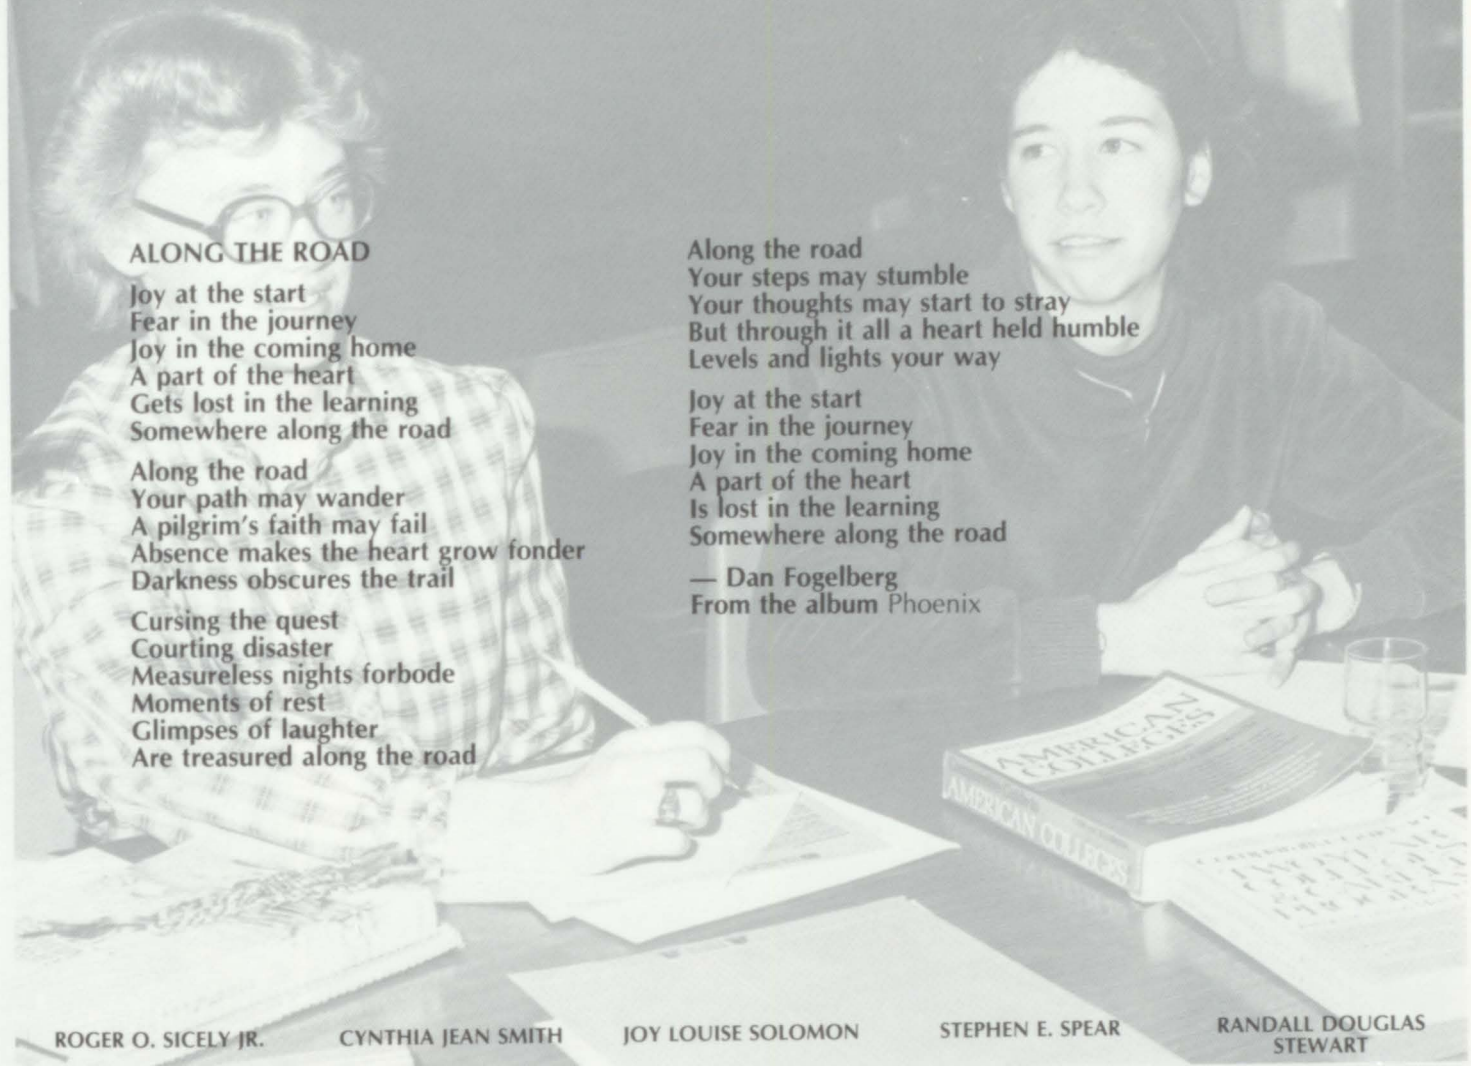 ALONG THE ROAD
Joy at the start
Fear in the journey
Joy in the coming home
A part of the heart
Gets lost in the learning
Somewhere along the road
Along the road
Your path may wander
A pilgrim's faith may fail
Absence makes the heart grow fonder
Darkness obscures the trail
Cursing the quest
Courting disaster
Measureless nights forbode
Moments of rest
Glimpses of laughter
Are treasured along the road
Along the road
Your steps may stumble
Your thoughts may start to stray
But through it all a heart held humble
Levels and lights your way
Joy at the start
Fear in the journey
Joy in the coming home
A part of the heart
Is lost in the learning
Somewhere along the road
— Dan Fogelberg
From the album Phoenix
AMERICAN
COLLEGES
AMERICAN COLLEGES
ROGER O. SICELY JR.
CYNTHIA JEAN SMITH
JOY LOUISE SOLOMON
STEPHEN E. SPEAR
RANDALL DOUGLAS
STEWART